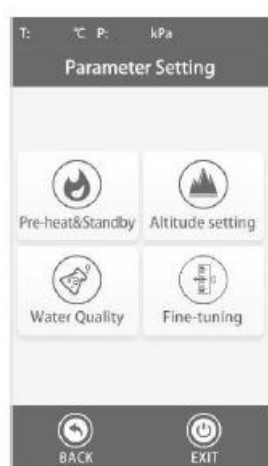 T: ℃ P: kPa
Parameter Setting
Pre-heat&Standby Altitude setting
Water Quality Fine-tuning
BACK EXIT